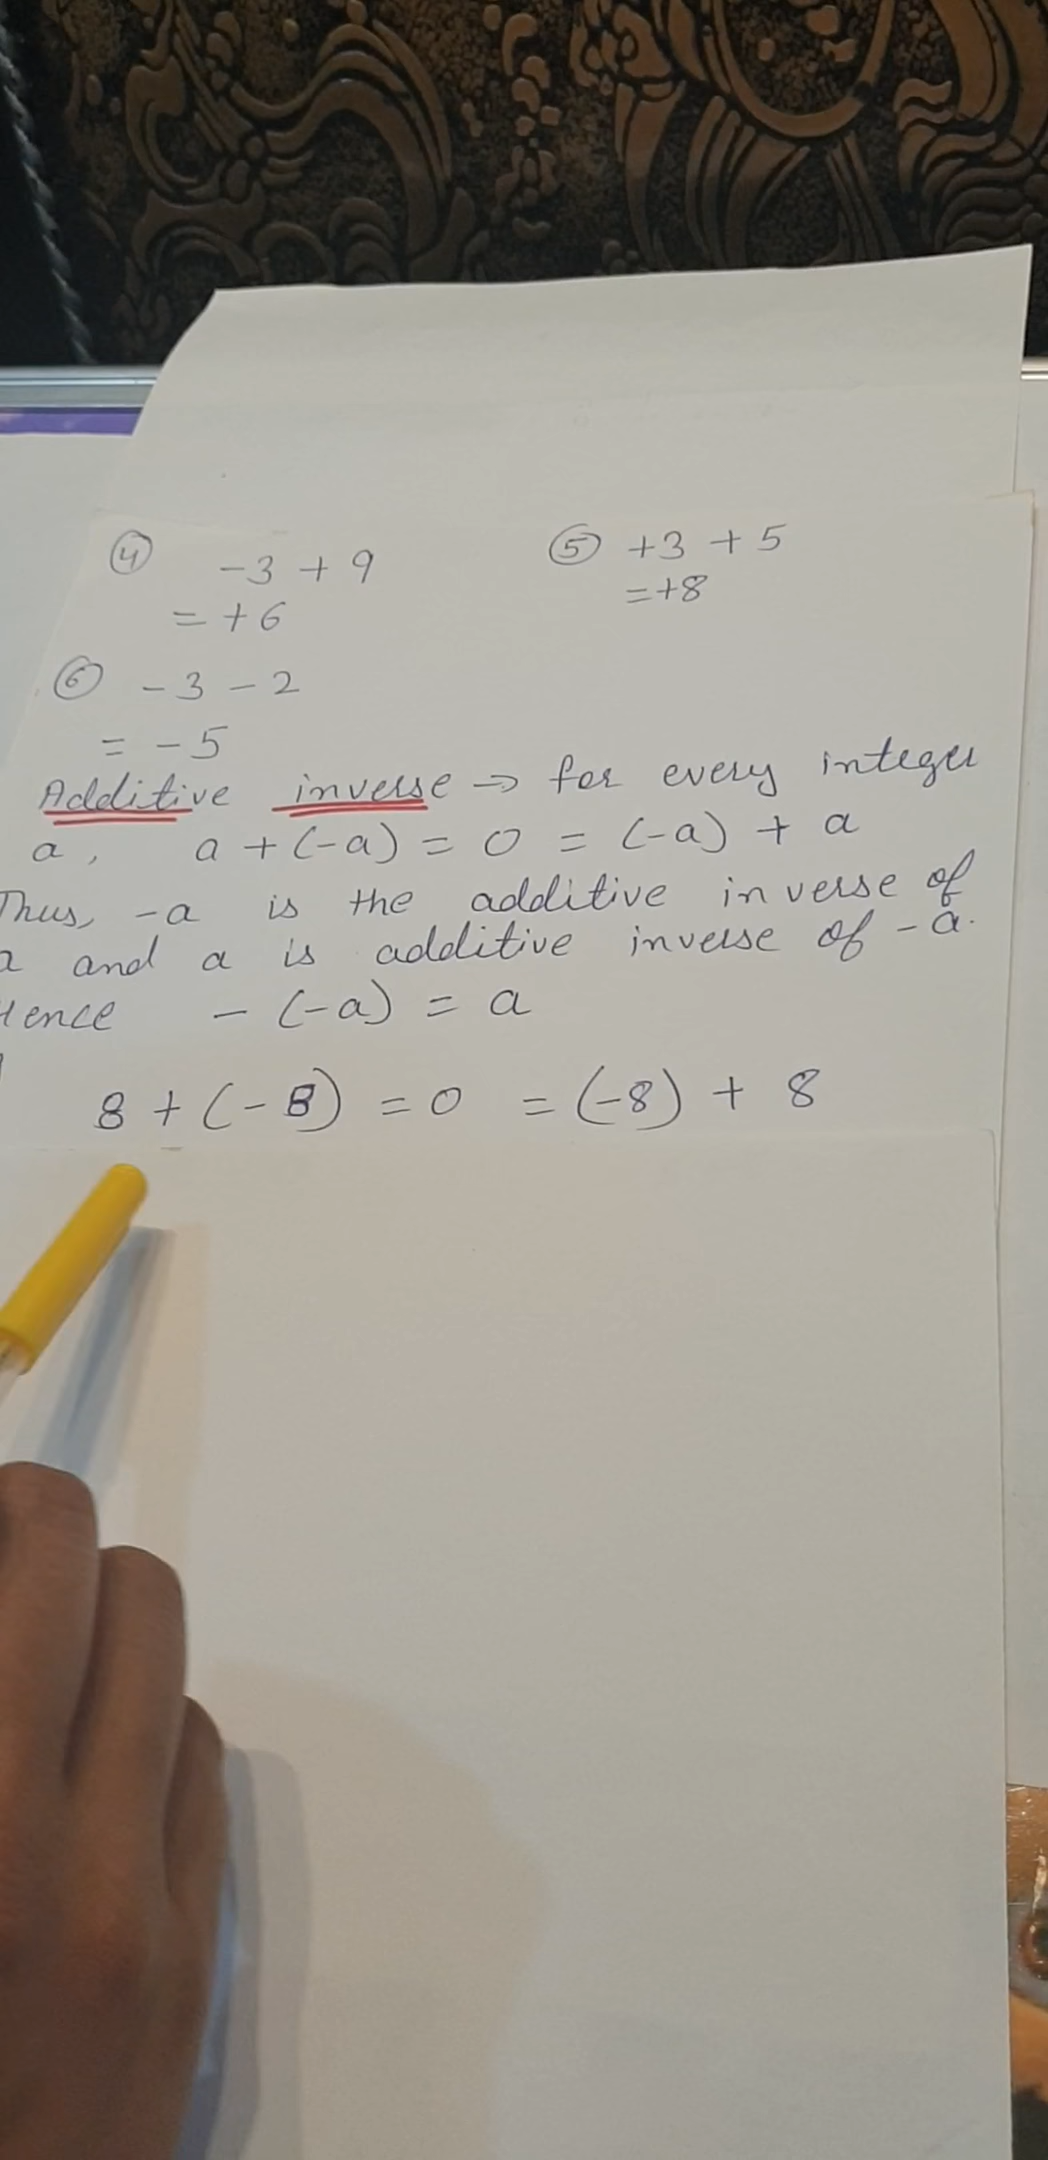 ④ -3 + 9
= +6
⑤ +3 + 5
= +8
⑥ -3 - 2
= -5
Additive inverse → for every integer
a, a + (-a) = 0 = (-a) + a
Thus, -a is the additive inverse of
a and a is additive inverse of -a.
Hence - (-a) = a
8 + (-8) = 0 = (-8) + 8